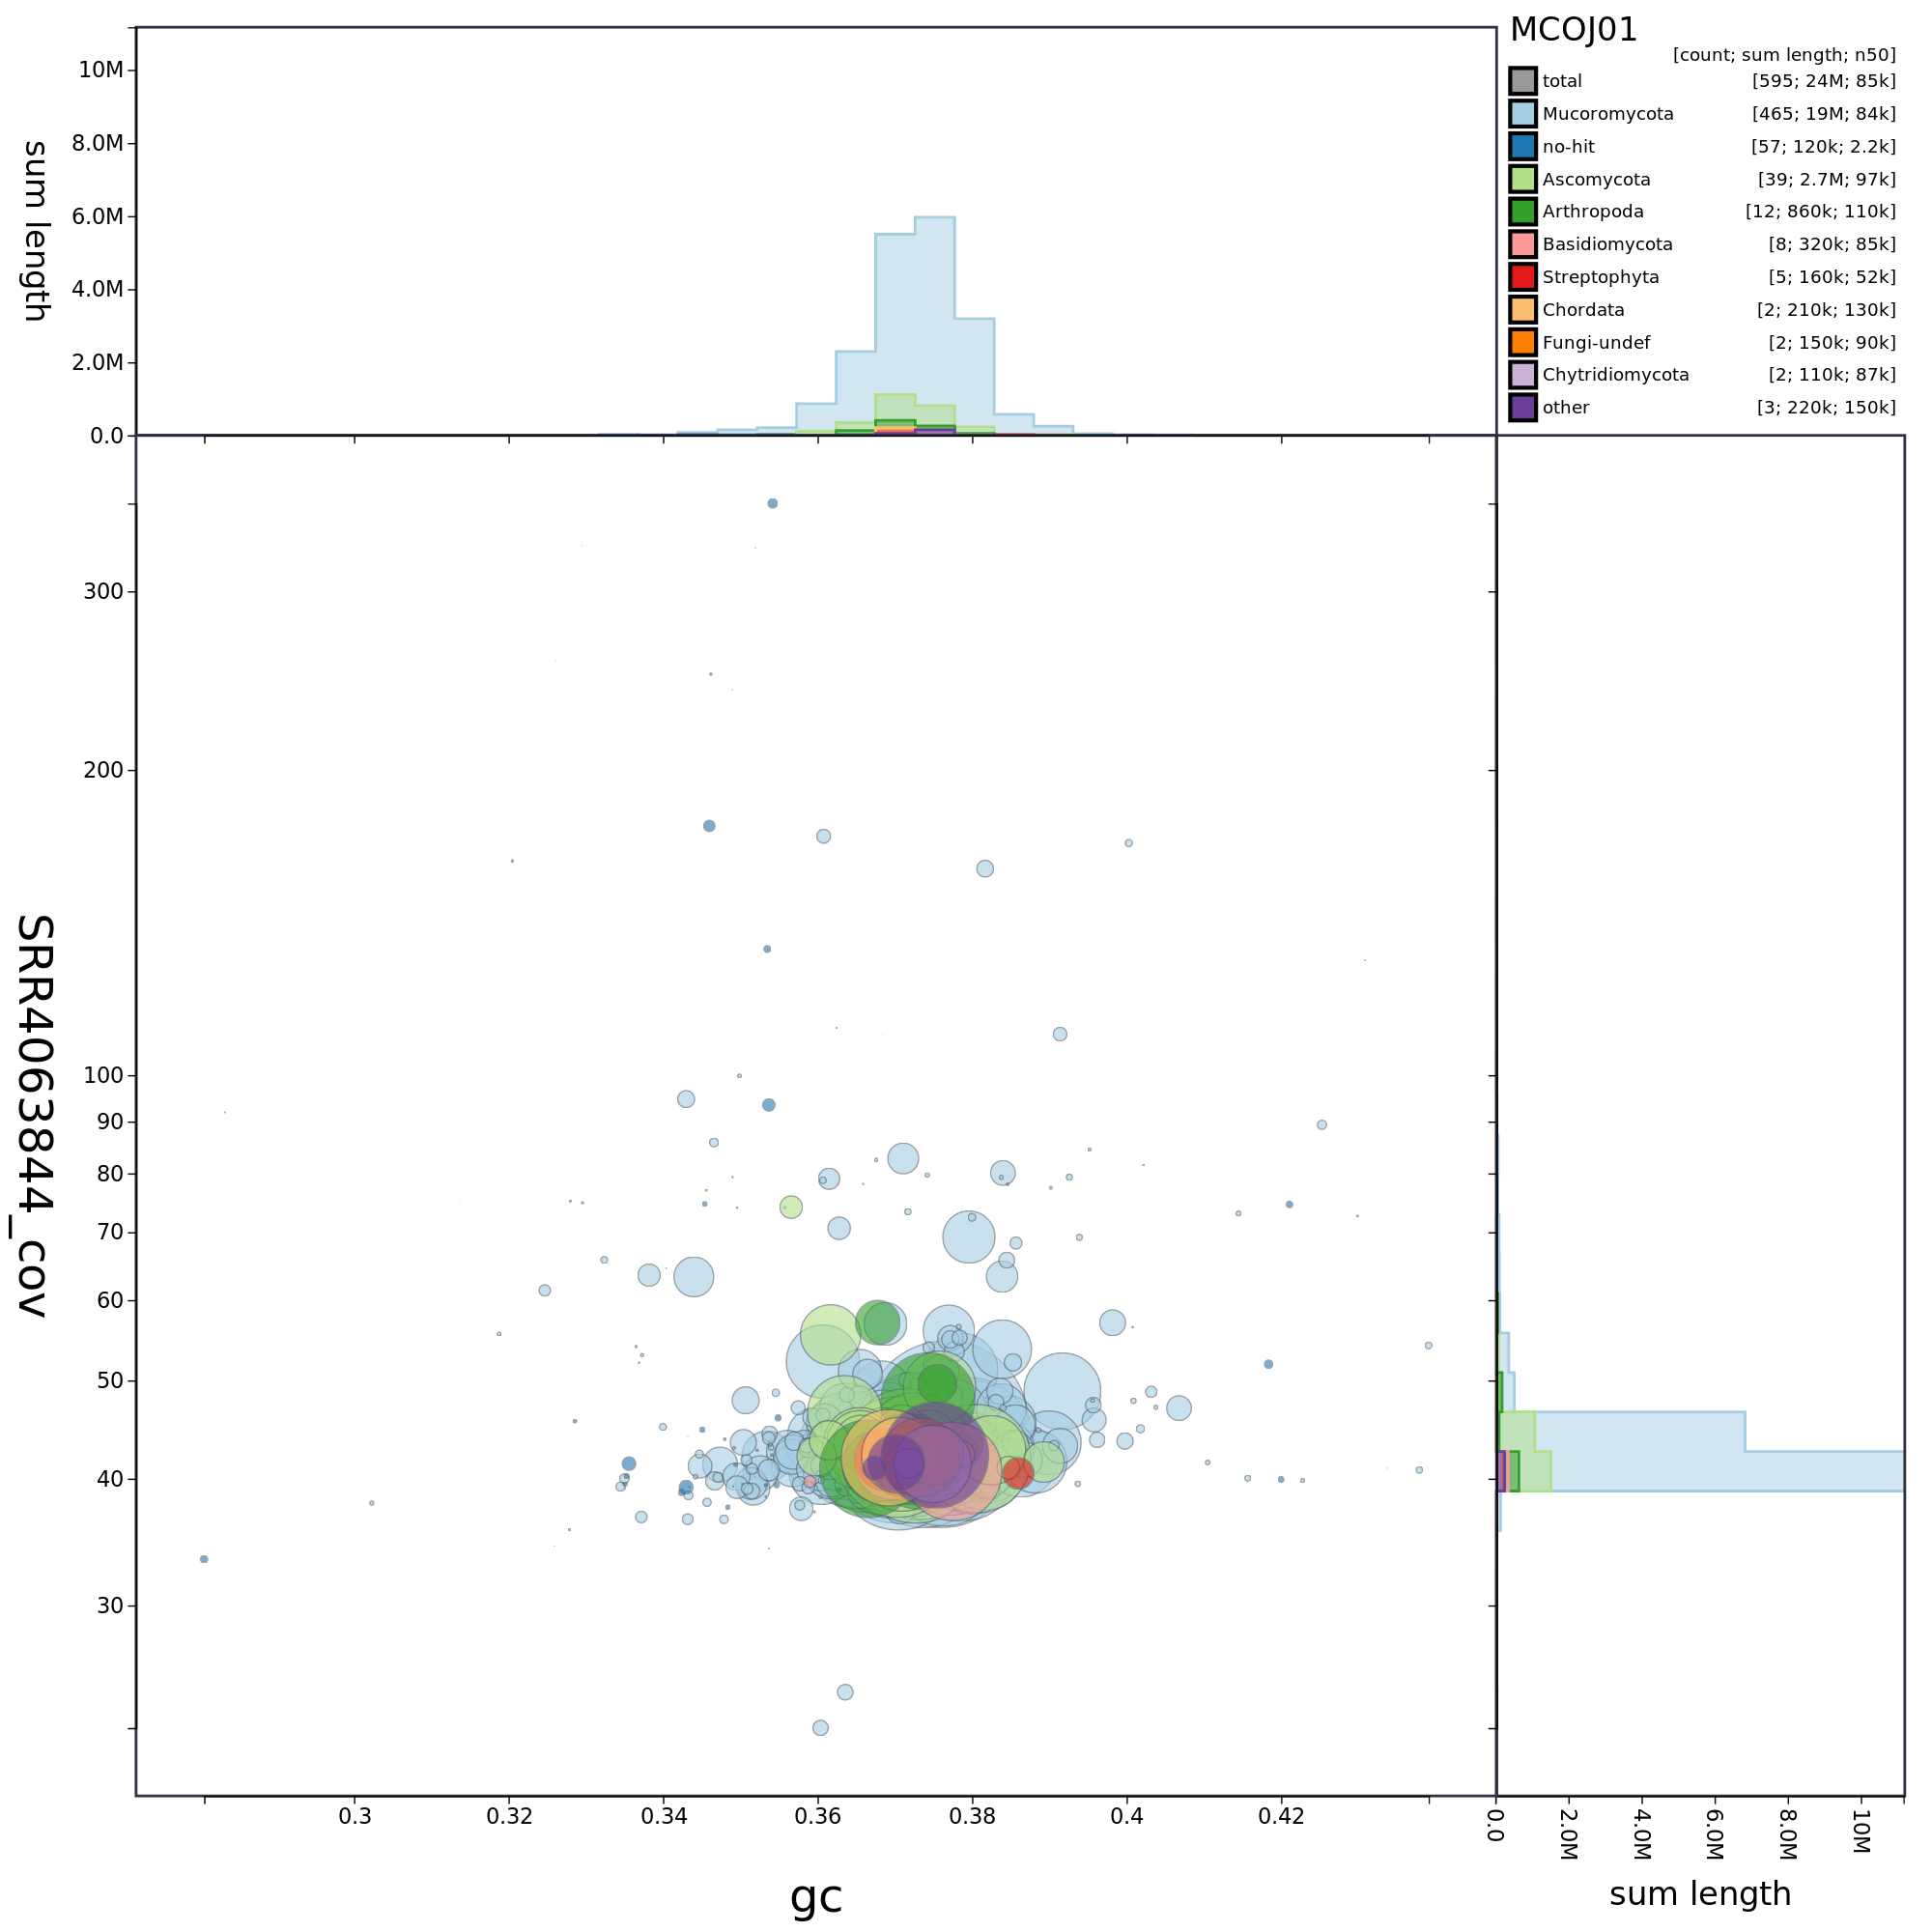 MCOJ01
[count; sum length; n50]
total [595; 24M; 85k]
Mucoromycota [465; 19M; 84k]
no-hit [57; 120k; 2.2k]
Ascomycota [39; 2.7M; 97k]
Arthropoda [12; 860k; 110k]
Basidiomycota [8; 320k; 85k]
Streptophyta [5; 160k; 52k]
Chordata [2; 210k; 130k]
Fungi-undef [2; 150k; 90k]
Chytridiomycota [2; 110k; 87k]
other [3; 220k; 150k]
sum length
10M
8.0M
6.0M
4.0M
2.0M
0.0
SRR4063844_cov
300
200
100
90
80
70
60
50
40
30
0.3 0.32 0.34 0.36 0.38 0.4 0.42
gc
0.0 2.0M 4.0M 6.0M 8.0M 10M
sum length